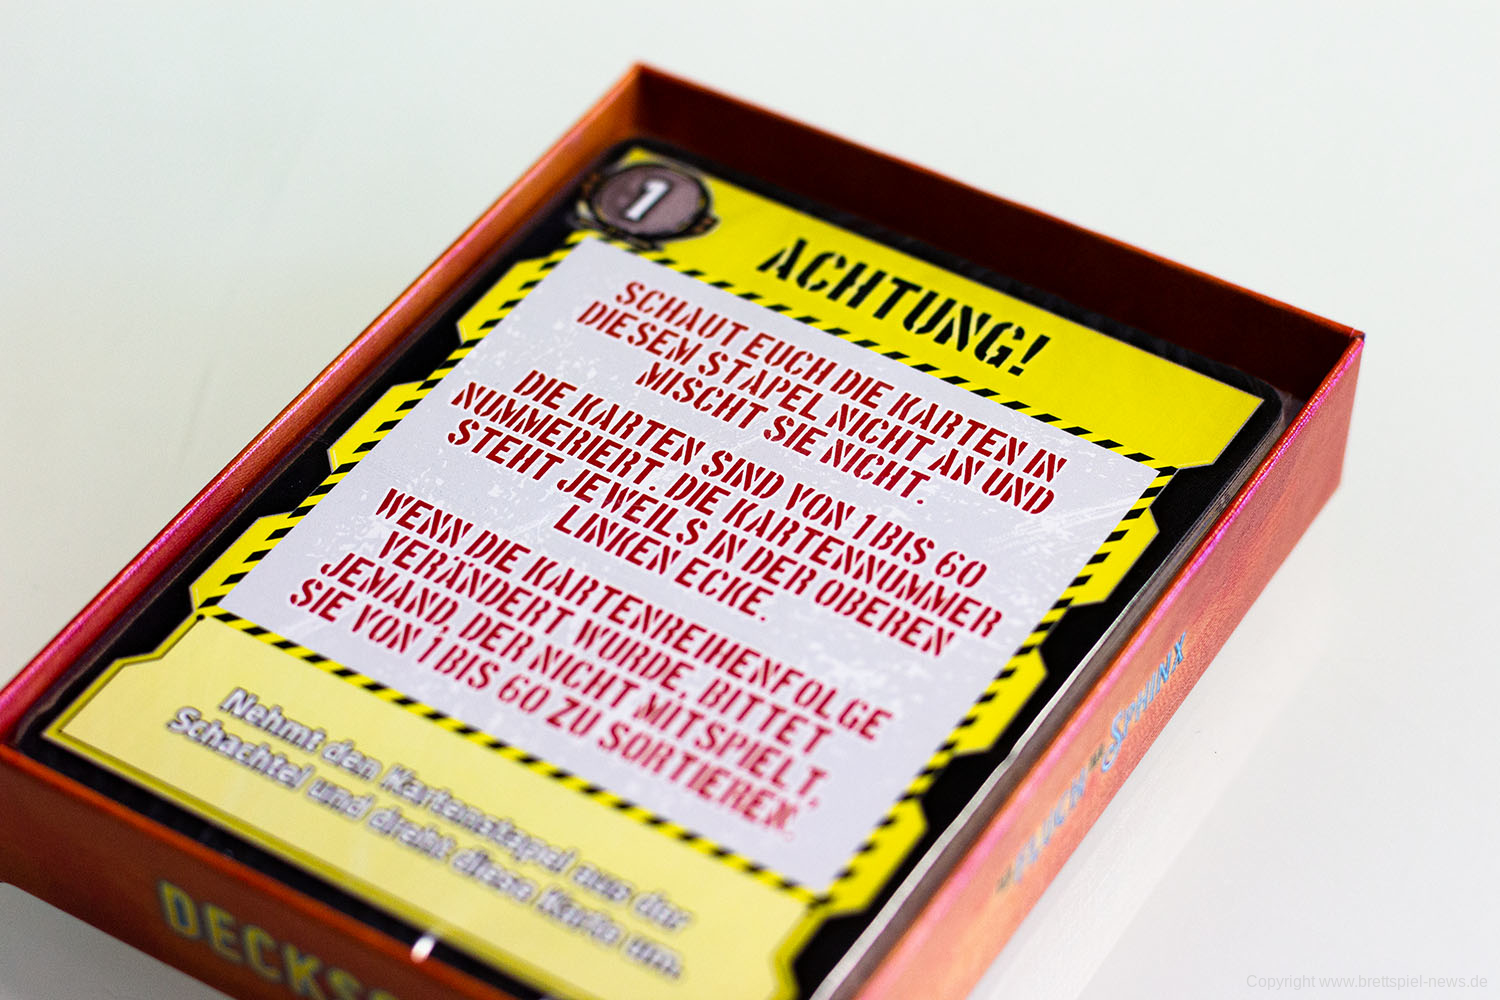 1
ACHTUNG!
SCHAUT EUCH DIE KARTEN IN
DIESEM STAPEL NICHT AN UND
MISCHT SIE NICHT.
DIE KARTEN SIND VON 1 BIS 60
NUMMERIERT. DIE KARTENNUMMER
STEHT JEWEILS IN DER OBEREN
LINKEN ECKE.
WENN DIE KARTENREIHENFOLGE
VERÄNDERT WURDE, BITTET
JEMAND, DER NICHT MITSPIELT,
SIE VON 1 BIS 60 ZU SORTIEREN.
Nehmt den Kartenstapel aus der
Schachtel und dreht diese Karte um.
FLUCH DER SPHINX
Copyright www.brettspiel-news.de